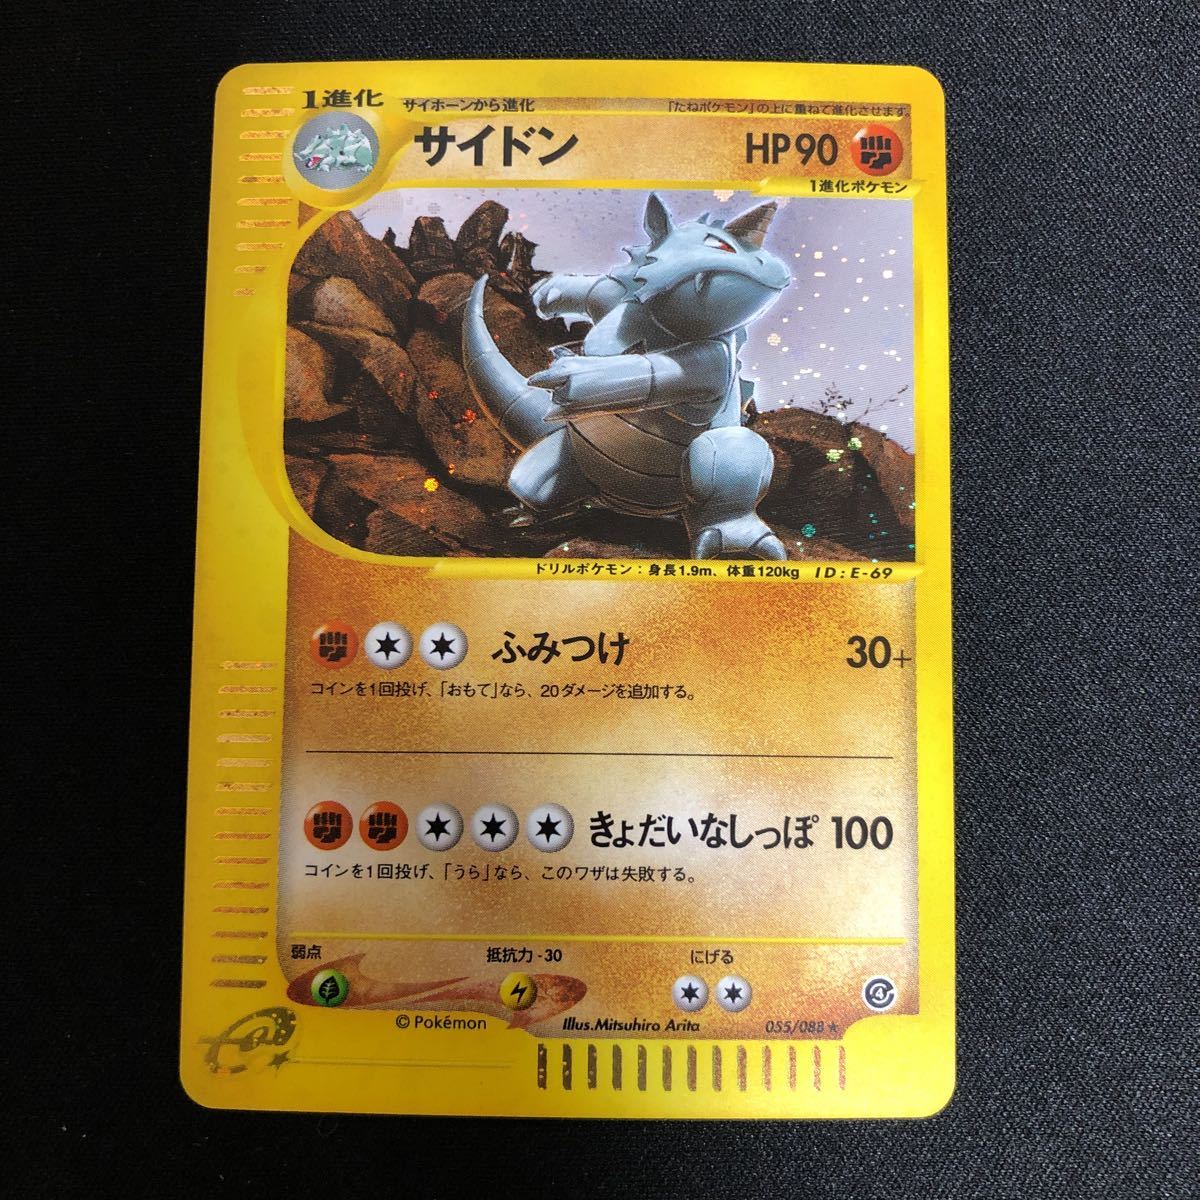 1進化 サイホーンから進化 「たねポケモン」の上に重ねて進化させます。
サイドン HP90
1進化ポケモン
ドリルポケモン：身長1.9m、体重120kg ID：E-69
ふみつけ 30+
コインを1回投げ、「おもて」なら、20ダメージを追加する。
きょだいなしっぽ 100
コインを1回投げ、「うら」なら、このワザは失敗する。
弱点 抵抗力 -30 にげる
© Pokémon Illus.Mitsuhiro Arita 055/088 ★